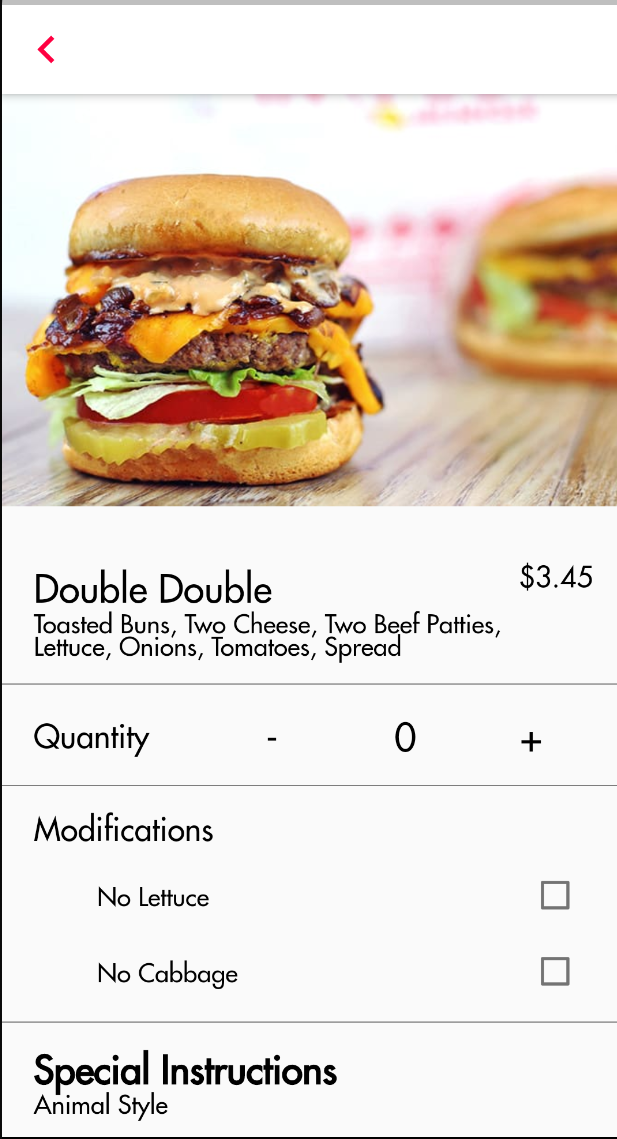 Double Double
$3.45
Toasted Buns, Two Cheese, Two Beef Patties,
Lettuce, Onions, Tomatoes, Spread
Quantity - 0 +
Modifications
No Lettuce
No Cabbage
Special Instructions
Animal Style